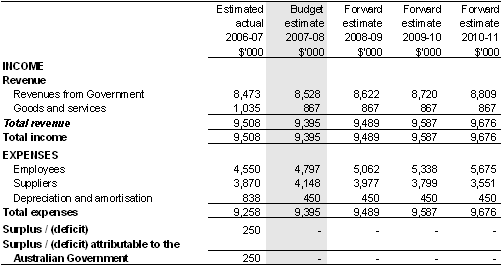 Estimated Budget Forward Forward Forward
actual estimate estimate estimate estimate
2006-07 2007-08 2008-09 2009-10 2010-11
$'000 $'000 $'000 $'000 $'000
INCOME
Revenue
Revenues from Government 8,473 8,528 8,622 8,720 8,809
Goods and services 1,035 867 867 867 867
Total revenue 9,508 9,395 9,489 9,587 9,676
Total income 9,508 9,395 9,489 9,587 9,676
EXPENSES
Employees 4,550 4,797 5,062 5,338 5,675
Suppliers 3,870 4,148 3,977 3,799 3,551
Depreciation and amortisation 838 450 450 450 450
Total expenses 9,258 9,395 9,489 9,587 9,676
Surplus / (deficit) 250 - - - -
Surplus / (deficit) attributable to the
Australian Government 250 - - - -